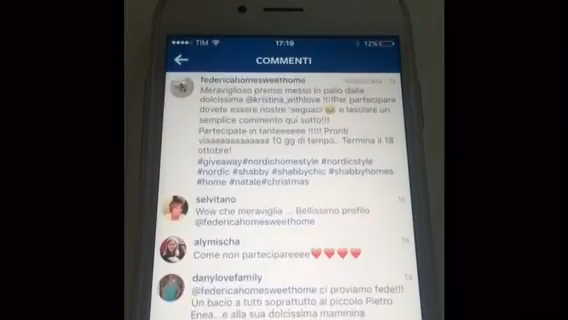 TIM 17:19 12%
COMMENTI
federicahomesweethome
Meraviglioso premio messo in palio dalla
dolcissima @kristina_withlove !!!!Per partecipare
dovete essere nostre "seguaci 😂 e lasciare un
semplice commento qui sotto!!!
Partecipate in tanteeeeee !!!!! Pronti
viaaaaaaaaaaaaaa 10 gg di tempo.. Termina il 18
ottobre!
#giveaway#nordichomestyle #nordicstyle
#nordic #shabby #shabbychic #shabbyhomes
#home #natale#christmas
selvitano
Wow che meraviglia ... Bellissimo profilo
@federicahomesweethome
alymischa
Come non partecipareeee❤️❤️❤️❤️
danylovefamily
@federicahomesweethome ci proviamo fede!!!
Un bacio a tutti soprattutto al piccolo Pietro
Enea...e alla sua dolcissima mammina